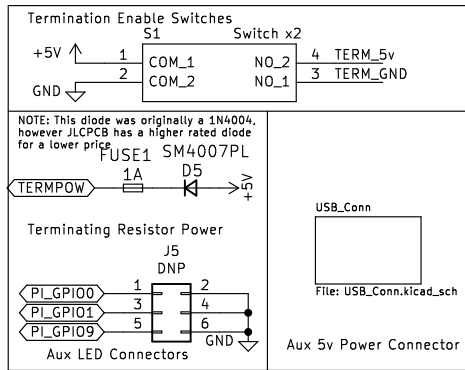 Termination Enable Switches
S1 Switch x2
+5V 1 COM_1 NO_2 4 TERM_5v
2 COM_2 NO_1 3 TERM_GND
GND
NOTE: This diode was originally a 1N4004,
however JLCPCB has a higher rated diode
for a lower price
FUSE1 SM4007PL
1A D5
TERMPOW +5V
Terminating Resistor Power
J5
DNP
PI_GPIO0 1 2
PI_GPIO1 3 4
PI_GPIO9 5 6
GND
Aux LED Connectors
USB_Conn
File: USB_Conn.kicad_sch
Aux 5v Power Connector